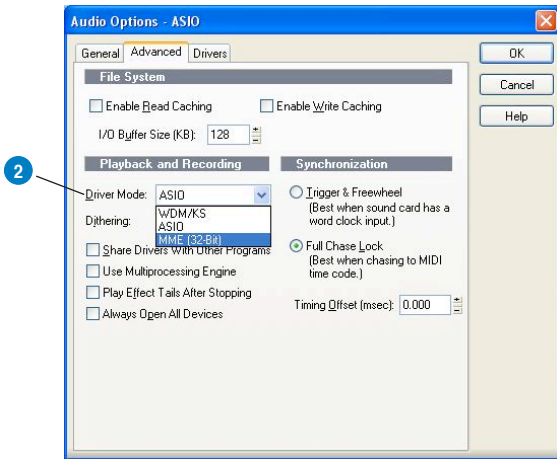 Audio Options - ASIO
General Advanced Drivers
OK
Cancel
Help
File System
Enable Read Caching
Enable Write Caching
I/O Buffer Size (KB): 128
2
Playback and Recording
Driver Mode: ASIO
WDM/KS
ASIO
MME (32-Bit)
Dithering:
Share Drivers With Other Programs
Use Multiprocessing Engine
Play Effect Tails After Stopping
Always Open All Devices
Synchronization
Trigger & Freewheel
(Best when sound card has a
word clock input.)
Full Chase Lock
(Best when chasing to MIDI
time code.)
Timing Offset (msec): 0.000